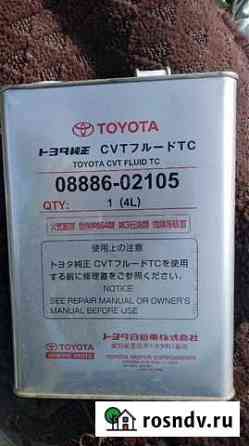 TOYOTA
トヨタ純正 CVTフルードTC
TOYOTA CVT FLUID TC
08886-02105
QTY: 1 (4L)
使用上の注意
トヨタ純正 CVTフルードTCを使用
する前に修理書をご参照ください。
NOTICE
SEE REPAIR MANUAL OR OWNER'S
MANUAL BEFORE USE
トヨタ自動車株式会社
TOYOTA MOTOR CORPORATION
rosndv.ru